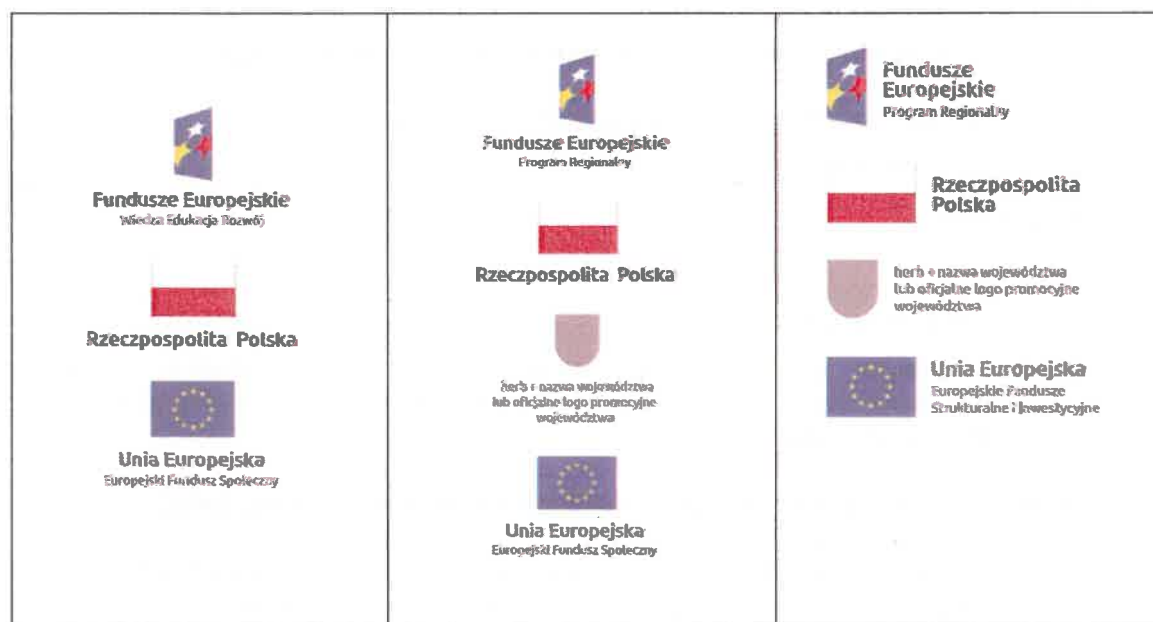 Fundusze Europejskie
Wiedza Edukacja Rozwój
Rzeczpospolita Polska
Unia Europejska
Europejski Fundusz Społeczny
Fundusze Europejskie
Program Regionalny
Rzeczpospolita Polska
herb + nazwa województwa
lub oficjalne logo promocyjne
województwa
Unia Europejska
Europejski Fundusz Społeczny
Fundusze
Europejskie
Program Regionalny
Rzeczpospolita
Polska
herb + nazwa województwa
lub oficjalne logo promocyjne
województwa
Unia Europejska
Europejskie Fundusze
Strukturalne i Inwestycyjne